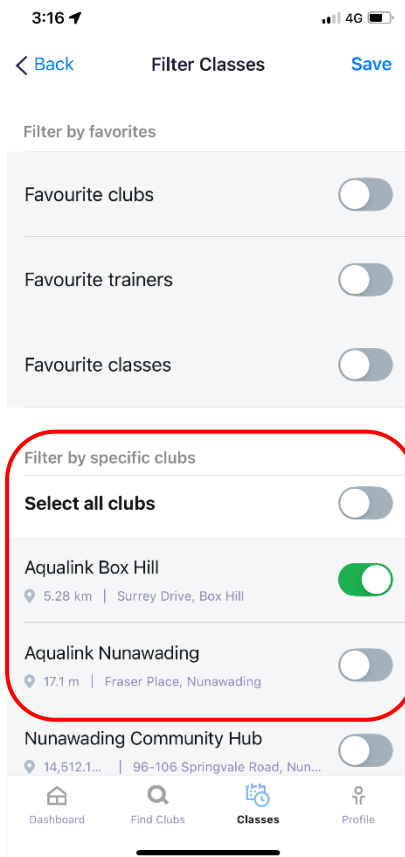 3:16 4G
Back Filter Classes Save
Filter by favorites
Favourite clubs
Favourite trainers
Favourite classes
Filter by specific clubs
Select all clubs
Aqualink Box Hill
5.28 km | Surrey Drive, Box Hill
Aqualink Nunawading
17.1 m | Fraser Place, Nunawading
Nunawading Community Hub
14,512.1... | 96-106 Springvale Road, Nun...
Dashboard Find Clubs Classes Profile